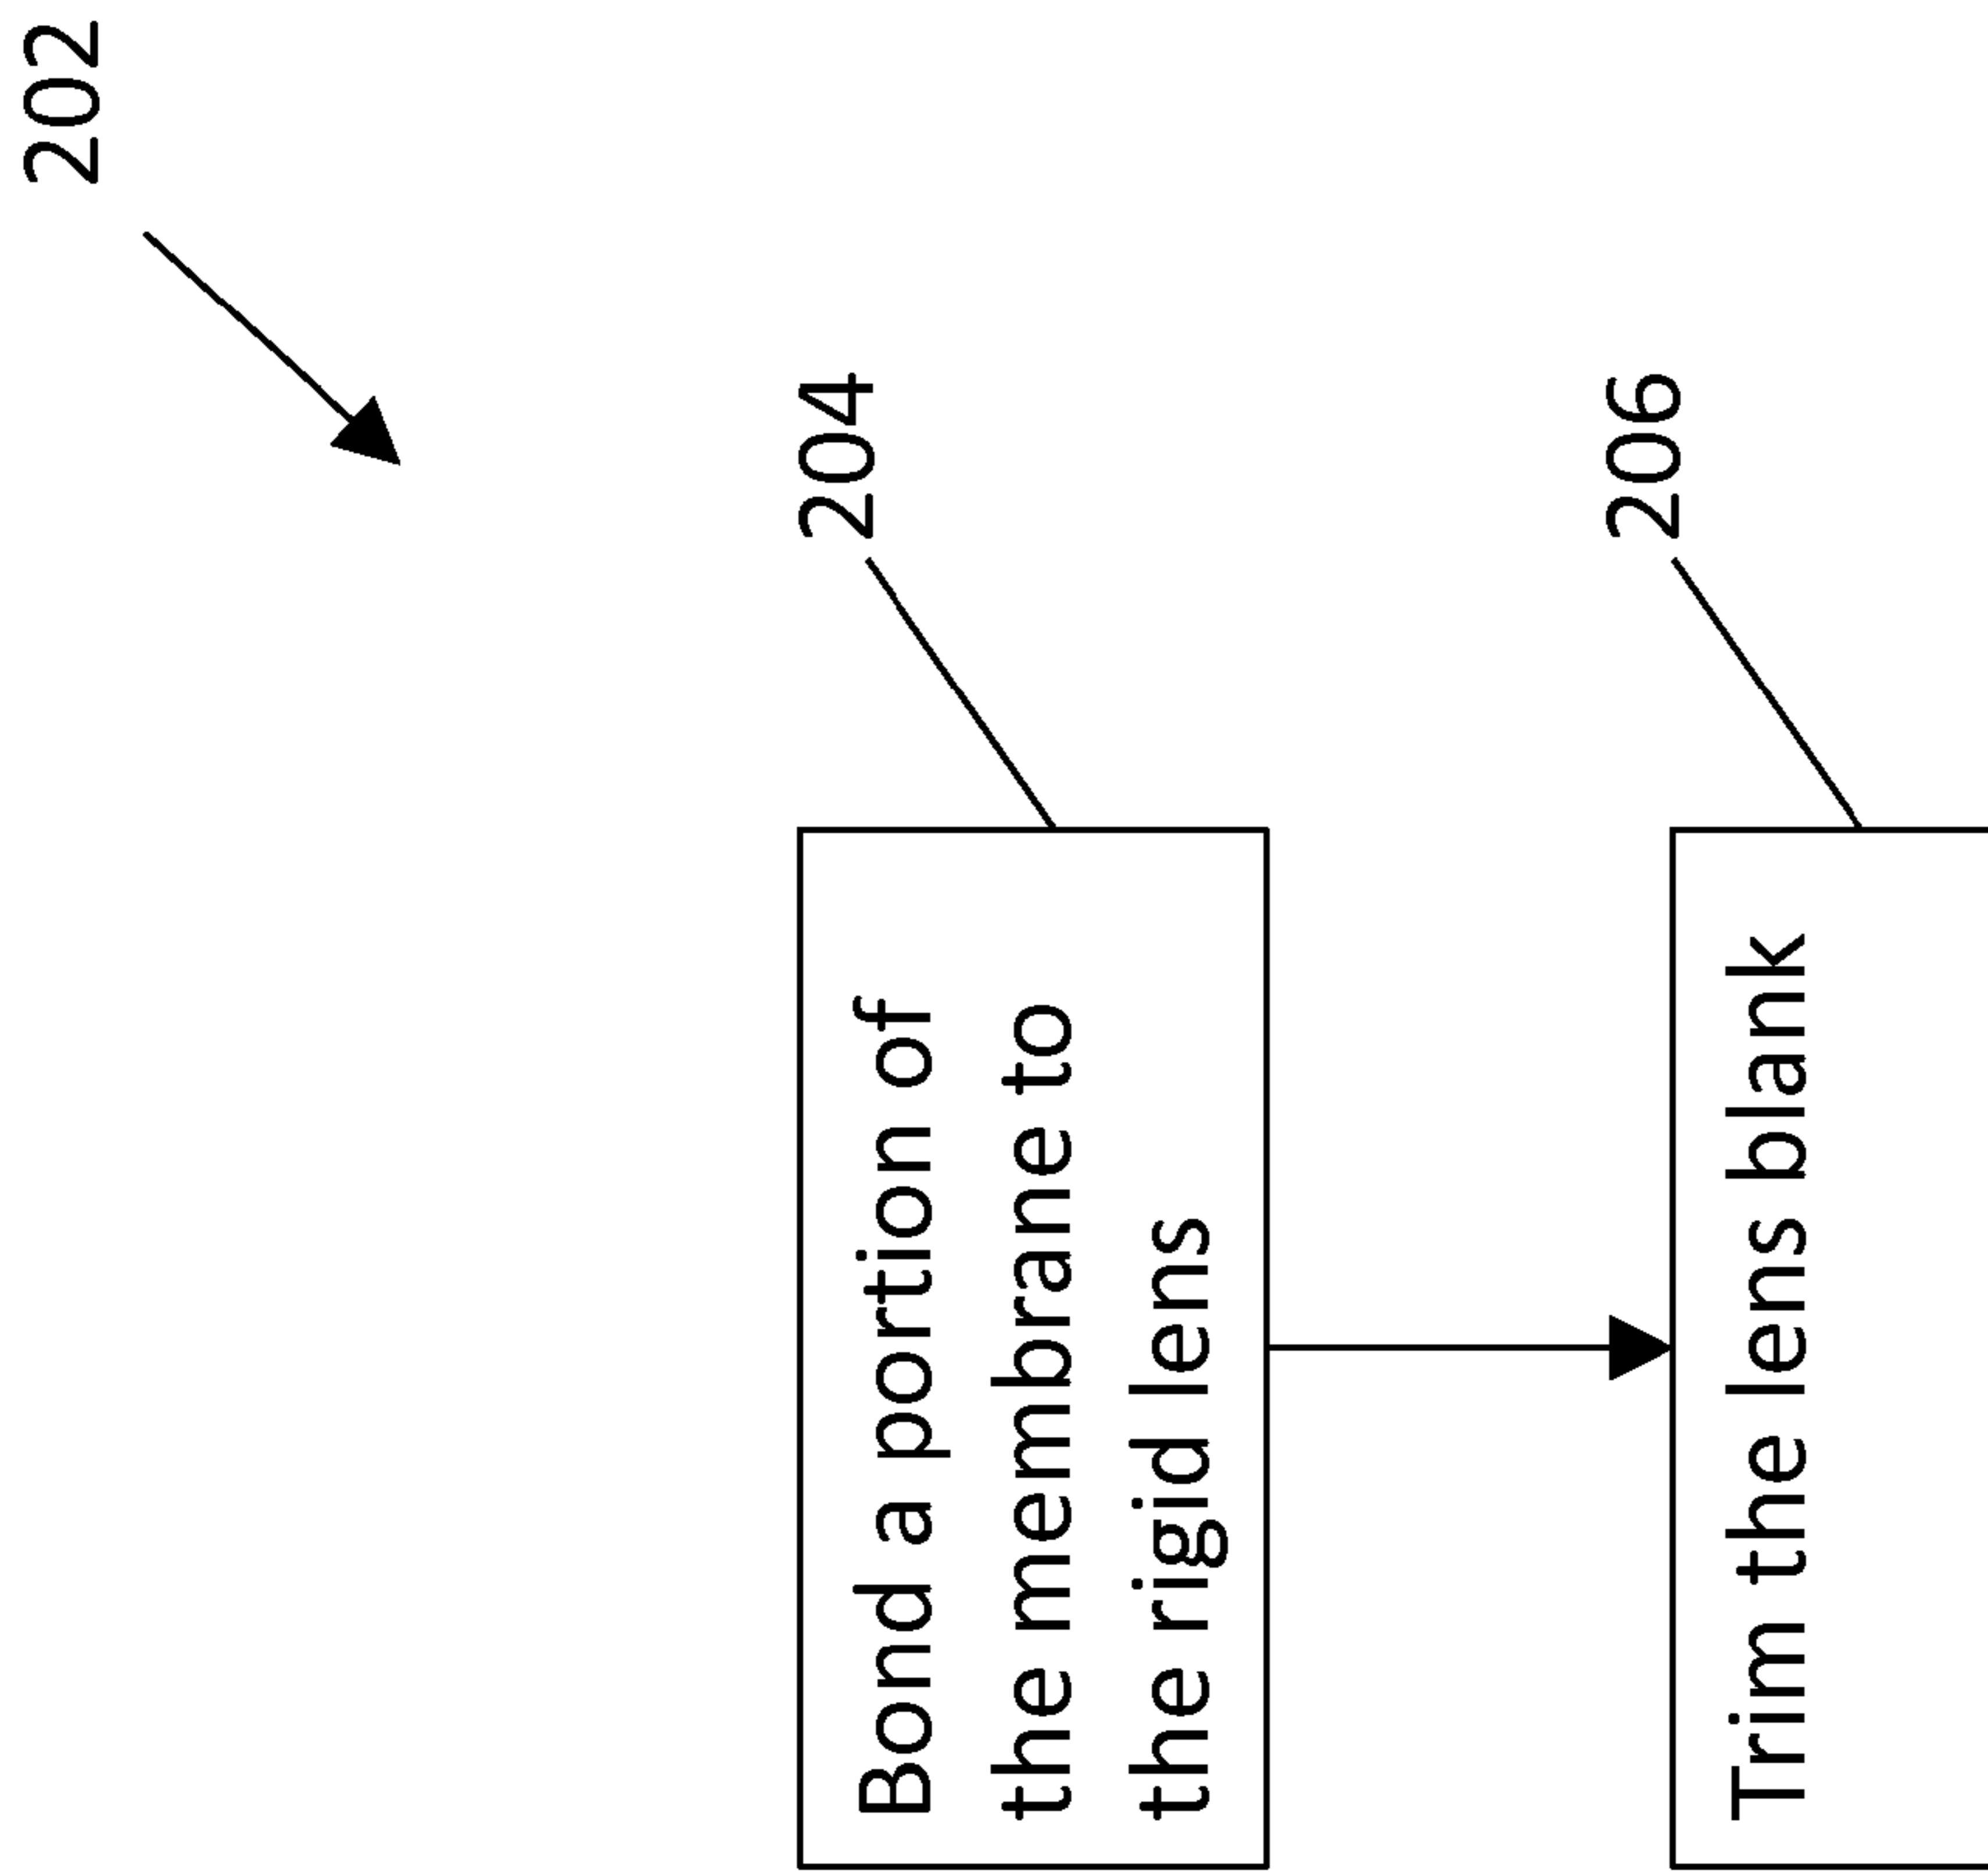 202
204
Bond a portion of
the membrane to
the rigid lens
206
Trim the lens blank